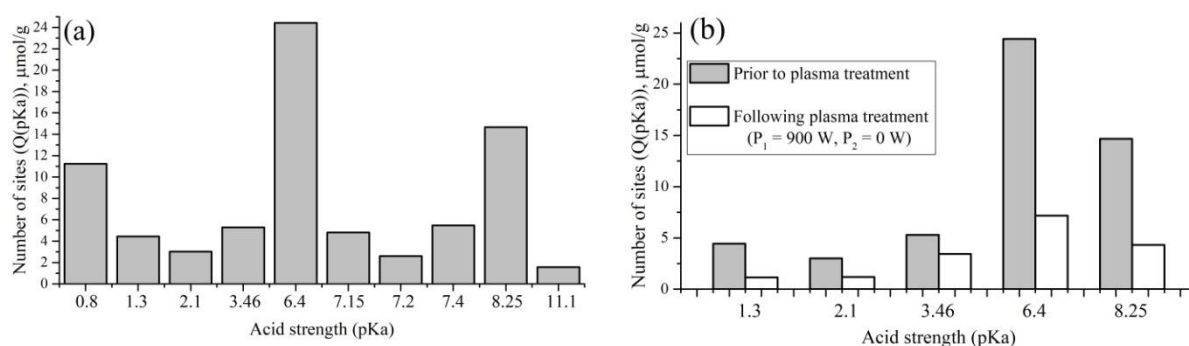 (a)
Number of sites (Q(pKa)), µmol/g
24
22
20
18
16
14
12
10
8
6
4
2
0
0.8 1.3 2.1 3.46 6.4 7.15 7.2 7.4 8.25 11.1
Acid strength (pKa)
(b)
Number of sites (Q(pKa)), µmol/g
25
20
15
10
5
0
Prior to plasma treatment
Following plasma treatment
(P1 = 900 W, P2 = 0 W)
1.3 2.1 3.46 6.4 8.25
Acid strength (pKa)